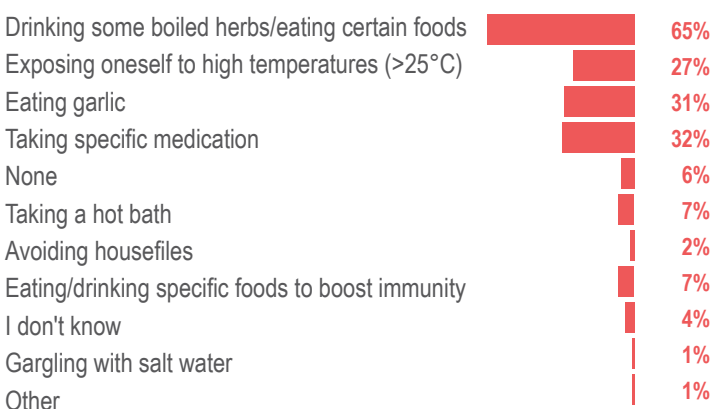 Drinking some boiled herbs/eating certain foods 65%
Exposing oneself to high temperatures (>25°C) 27%
Eating garlic 31%
Taking specific medication 32%
None 6%
Taking a hot bath 7%
Avoiding housefiles 2%
Eating/drinking specific foods to boost immunity 7%
I don't know 4%
Gargling with salt water 1%
Other 1%